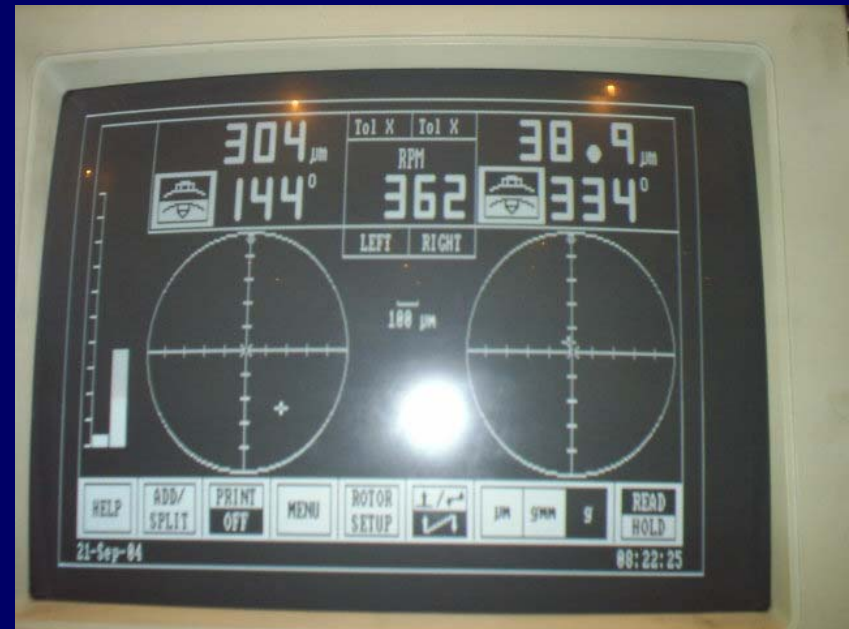 Tol X Tol X
304 µm
38.9 µm
RPM
144°
362
334°
LEFT RIGHT
100 µm
HELP
ADD/
SPLIT
PRINT
OFF
MENU
ROTOR
SETUP
µm gmm g
READ
HOLD
21-Sep-04
08:22:25